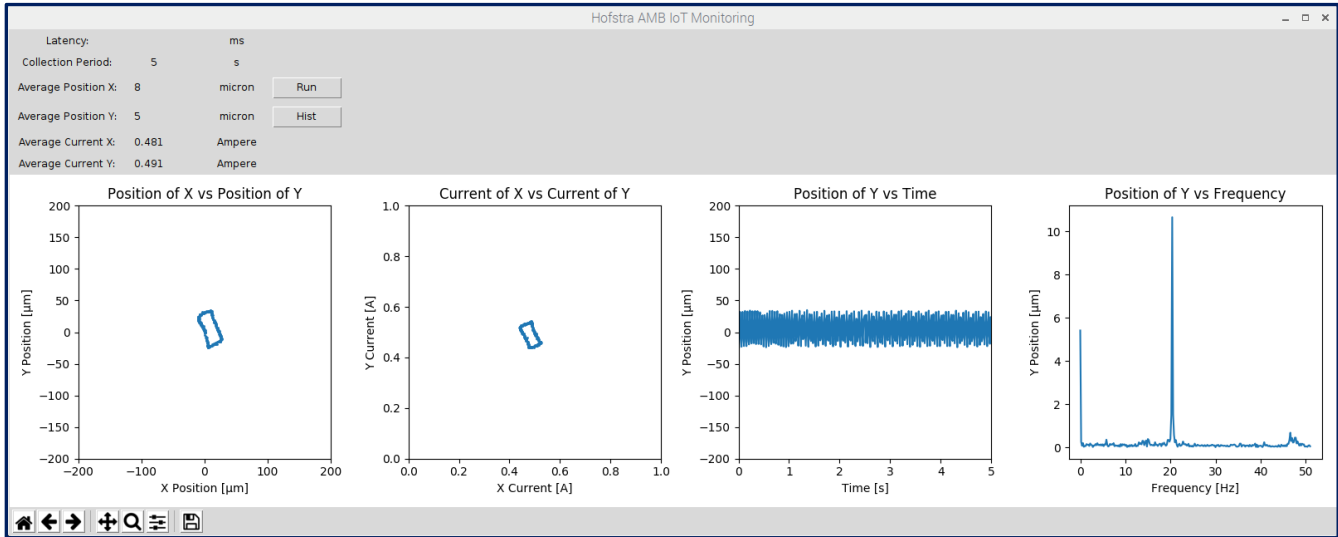 Hofstra AMB IoT Monitoring
Latency: ms
Collection Period: 5 s
Average Position X: 8 micron Run
Average Position Y: 5 micron Hist
Average Current X: 0.481 Ampere
Average Current Y: 0.491 Ampere
Position of X vs Position of Y
200
150
100
50
0
−50
−100
−150
−200
−200 −100 0 100 200
Y Position [µm]
X Position [µm]
Current of X vs Current of Y
1.0
0.8
0.6
0.4
0.2
0.0
0.0 0.2 0.4 0.6 0.8 1.0
Y Current [A]
X Current [A]
Position of Y vs Time
200
150
100
50
0
−50
−100
−150
−200
0 1 2 3 4 5
Y Position [µm]
Time [s]
Position of Y vs Frequency
10
8
6
4
2
0
0 10 20 30 40 50
Y Position [µm]
Frequency [Hz]